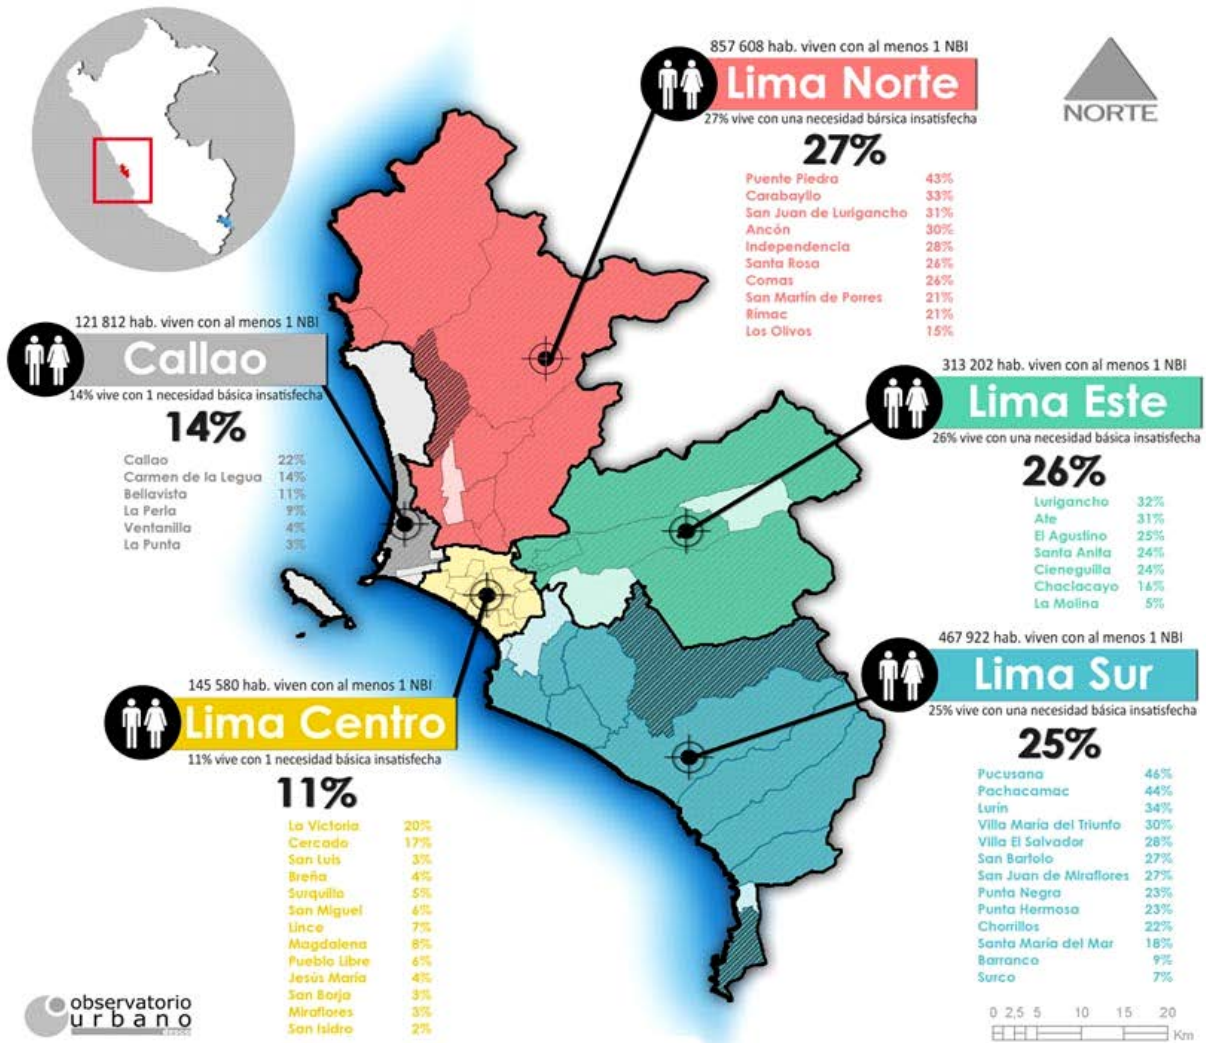 857 608 hab. viven con al menos 1 NBI
Lima Norte
27% vive con una necesidad bársica insatisfecha
27%
Puente Piedra 43%
Carabayllo 33%
San Juan de Lurigancho 31%
Ancón 30%
Independencia 28%
Santa Rosa 26%
Comas 26%
San Martín de Porres 21%
Rímac 21%
Los Olivos 15%
NORTE
121 812 hab. viven con al menos 1 NBI
Callao
14% vive con 1 necesidad básica insatisfecha
14%
Callao 22%
Carmen de la Legua 14%
Bellavista 11%
La Perla 9%
Ventanilla 4%
La Punta 3%
313 202 hab. viven con al menos 1 NBI
Lima Este
26% vive con una necesidad básica insatisfecha
26%
Lurigancho 32%
Ate 31%
El Agustino 25%
Santa Anita 24%
Cieneguilla 24%
Chaclacayo 16%
La Molina 5%
145 580 hab. viven con al menos 1 NBI
Lima Centro
11% vive con 1 necesidad básica insatisfecha
11%
La Victoria 20%
Cercado 17%
San Luis 3%
Breña 4%
Surquillo 5%
San Miguel 6%
Lince 7%
Magdalena 8%
Pueblo Libre 6%
Jesús María 4%
San Borja 3%
Miraflores 3%
San Isidro 2%
467 922 hab. viven con al menos 1 NBI
Lima Sur
25% vive con una necesidad básica insatisfecha
25%
Pucusana 46%
Pachacamac 44%
Lurín 34%
Villa María del Triunfo 30%
Villa El Salvador 28%
San Bartolo 27%
San Juan de Miraflores 27%
Punta Negra 23%
Punta Hermosa 23%
Chorrillos 22%
Santa María del Mar 18%
Barranco 9%
Surco 7%
observatorio
urbano
desco
0 2,5 5 10 15 20
Km